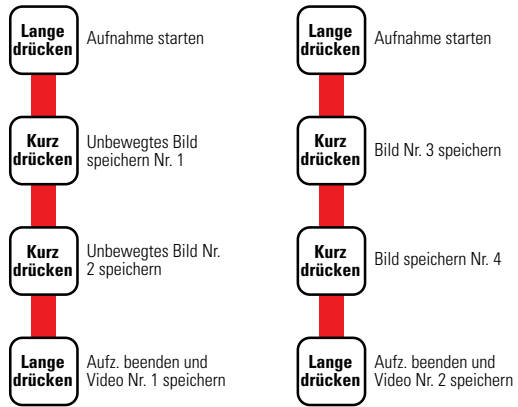 Lange
drücken
Aufnahme starten
Kurz
drücken
Unbewegtes Bild
speichern Nr. 1
Kurz
drücken
Unbewegtes Bild Nr.
2 speichern
Lange
drücken
Aufz. beenden und
Video Nr. 1 speichern
Lange
drücken
Aufnahme starten
Kurz
drücken
Bild Nr. 3 speichern
Kurz
drücken
Bild speichern Nr. 4
Lange
drücken
Aufz. beenden und
Video Nr. 2 speichern